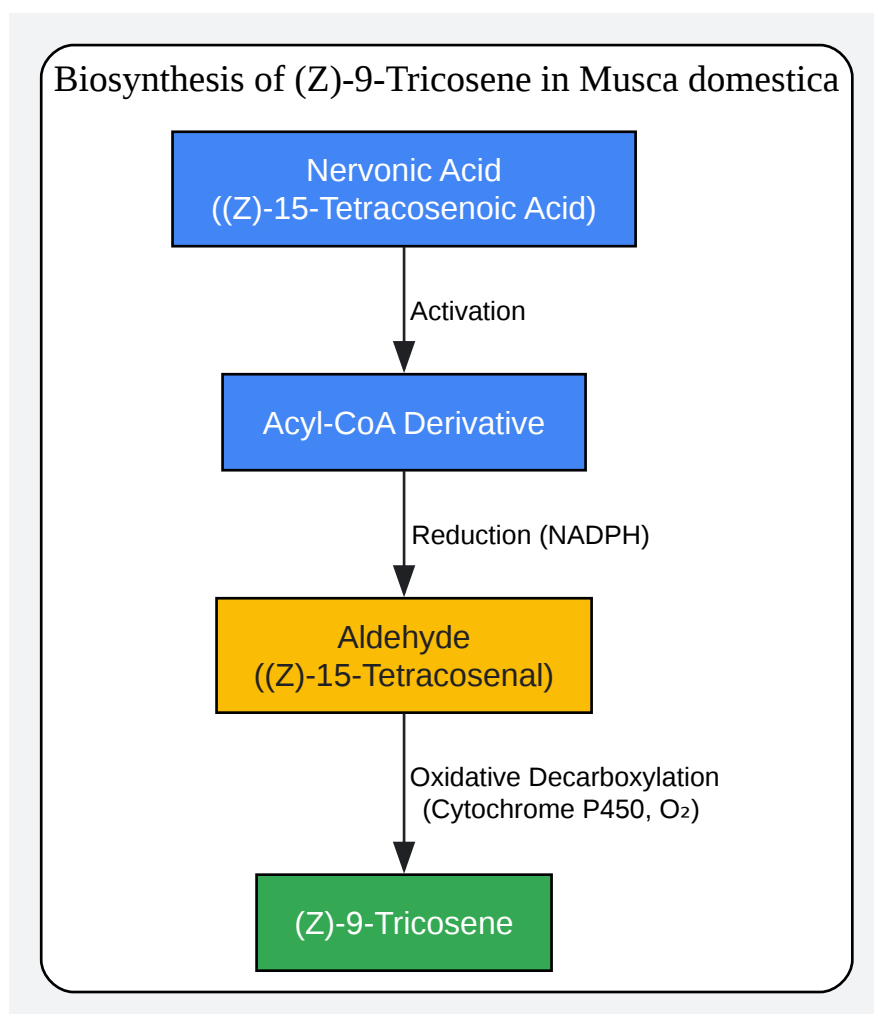 Biosynthesis of (Z)-9-Tricosene in Musca domestica
Nervonic Acid
((Z)-15-Tetracosenoic Acid)
Activation
Acyl-CoA Derivative
Reduction (NADPH)
Aldehyde
((Z)-15-Tetracosenal)
Oxidative Decarboxylation
(Cytochrome P450, O₂)
(Z)-9-Tricosene